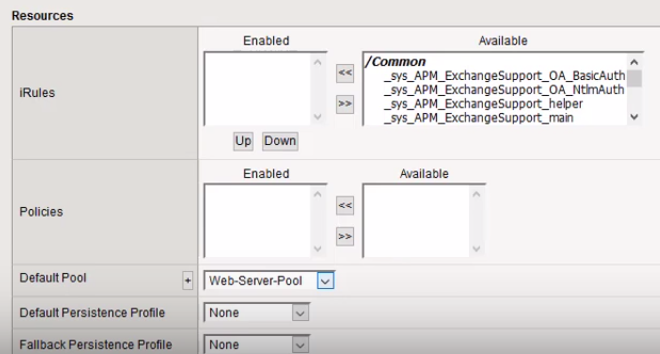 Resources
Enabled
Available
iRules
<<
>>
/Common
_sys_APM_ExchangeSupport_OA_BasicAuth
_sys_APM_ExchangeSupport_OA_NtlmAuth
_sys_APM_ExchangeSupport_helper
_sys_APM_ExchangeSupport_main
Up Down
Enabled
Available
Policies
<<
>>
Default Pool + Web-Server-Pool
Default Persistence Profile None
Fallback Persistence Profile None